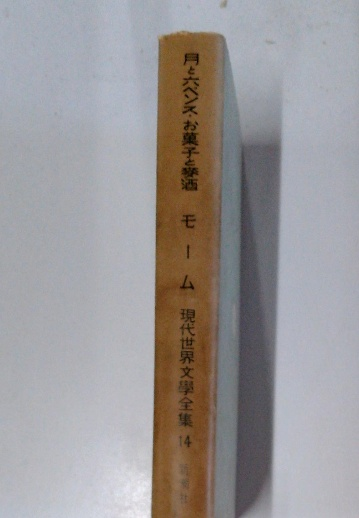 月と六ペンス・お菓子と麥酒
モーム
現代世界文學全集
14